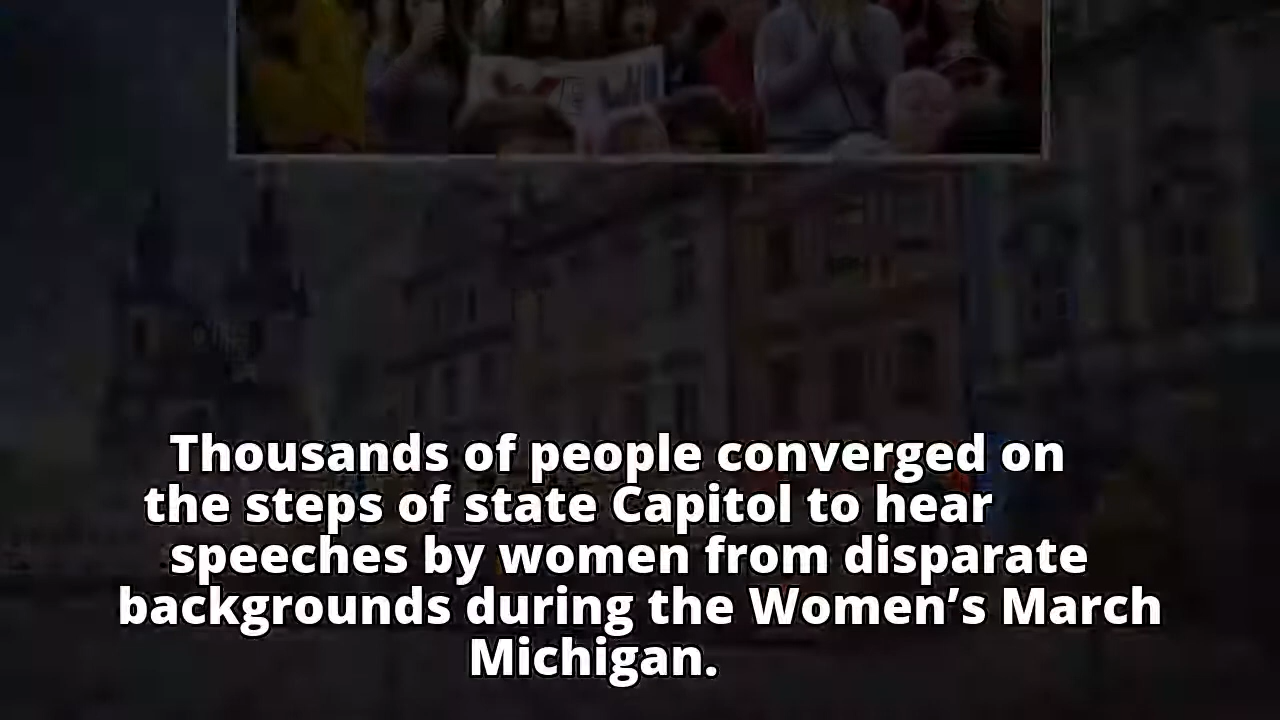 Thousands of people converged on
the steps of state Capitol to hear
speeches by women from disparate
backgrounds during the Women’s March
Michigan.